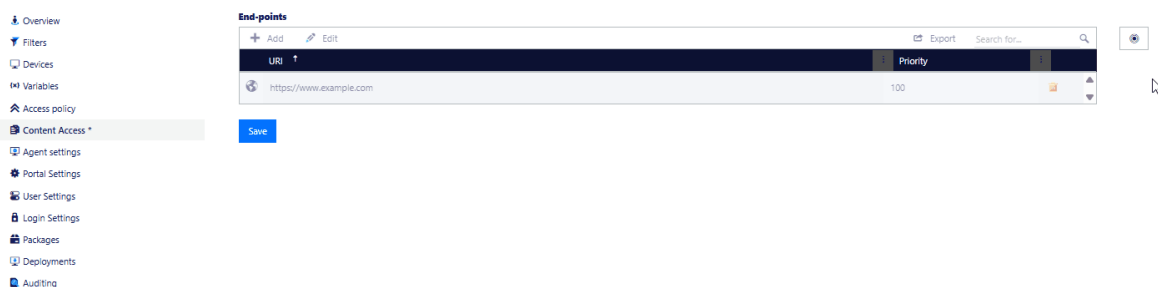 Overview
Filters
Devices
Variables
Access policy
Content Access *
Agent settings
Portal Settings
User Settings
Login Settings
Packages
Deployments
Auditing
End-points
Add Edit Export Search for...
URI ↑ Priority
https://www.example.com 100
Save